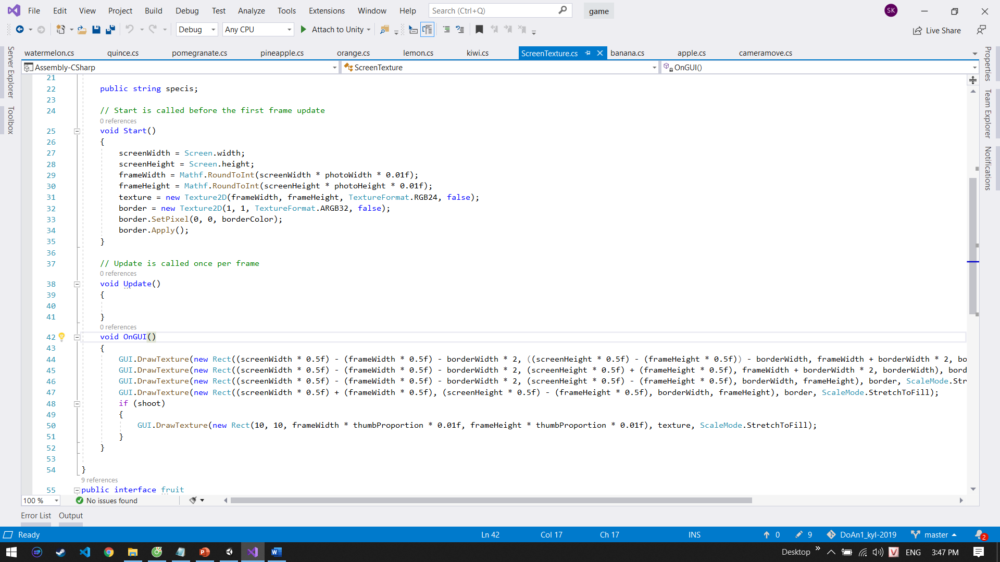 File Edit View Project Build Debug Test Analyze Tools Extensions Window Help Search (Ctrl+Q) game SK
Debug Any CPU Attach to Unity Live Share
watermelon.cs quince.cs pomegranate.cs pineapple.cs orange.cs lemon.cs kiwi.cs ScreenTexture.cs banana.cs apple.cs cameramove.cs
Assembly-CSharp ScreenTexture OnGUI()
Server Explorer
Toolbox
Properties
Team Explorer
Notifications
21
22 public string specis;
23
24 // Start is called before the first frame update
0 references
25 void Start()
26 {
27 screenWidth = Screen.width;
28 screenHeight = Screen.height;
29 frameWidth = Mathf.RoundToInt(screenWidth * photoWidth * 0.01f);
30 frameHeight = Mathf.RoundToInt(screenHeight * photoHeight * 0.01f);
31 texture = new Texture2D(frameWidth, frameHeight, TextureFormat.RGB24, false);
32 border = new Texture2D(1, 1, TextureFormat.ARGB32, false);
33 border.SetPixel(0, 0, borderColor);
34 border.Apply();
35 }
36
37 // Update is called once per frame
0 references
38 void Update()
39 {
40
41 }
0 references
42 void OnGUI()
43 {
44 GUI.DrawTexture(new Rect((screenWidth * 0.5f) - (frameWidth * 0.5f) - borderWidth * 2, ((screenHeight * 0.5f) - (frameHeight * 0.5f)) - borderWidth, frameWidth + borderWidth * 2, bo
45 GUI.DrawTexture(new Rect((screenWidth * 0.5f) - (frameWidth * 0.5f) - borderWidth * 2, (screenHeight * 0.5f) + (frameHeight * 0.5f), frameWidth + borderWidth * 2, borderWidth), bord
46 GUI.DrawTexture(new Rect((screenWidth * 0.5f) - (frameWidth * 0.5f) - borderWidth * 2, (screenHeight * 0.5f) - (frameHeight * 0.5f), borderWidth, frameHeight), border, ScaleMode.Str
47 GUI.DrawTexture(new Rect((screenWidth * 0.5f) + (frameWidth * 0.5f), (screenHeight * 0.5f) - (frameHeight * 0.5f), borderWidth, frameHeight), border, ScaleMode.StretchToFill);
48 if (shoot)
49 {
50 GUI.DrawTexture(new Rect(10, 10, frameWidth * thumbProportion * 0.01f, frameHeight * thumbProportion * 0.01f), texture, ScaleMode.StretchToFill);
51 }
52 }
53
54 }
9 references
55 public interface fruit
100 % No issues found
Error List Output
Ready Ln 42 Col 17 Ch 17 INS 0 9 DoAn1_kyI-2019 master 2
Desktop » V ENG 3:47 PM